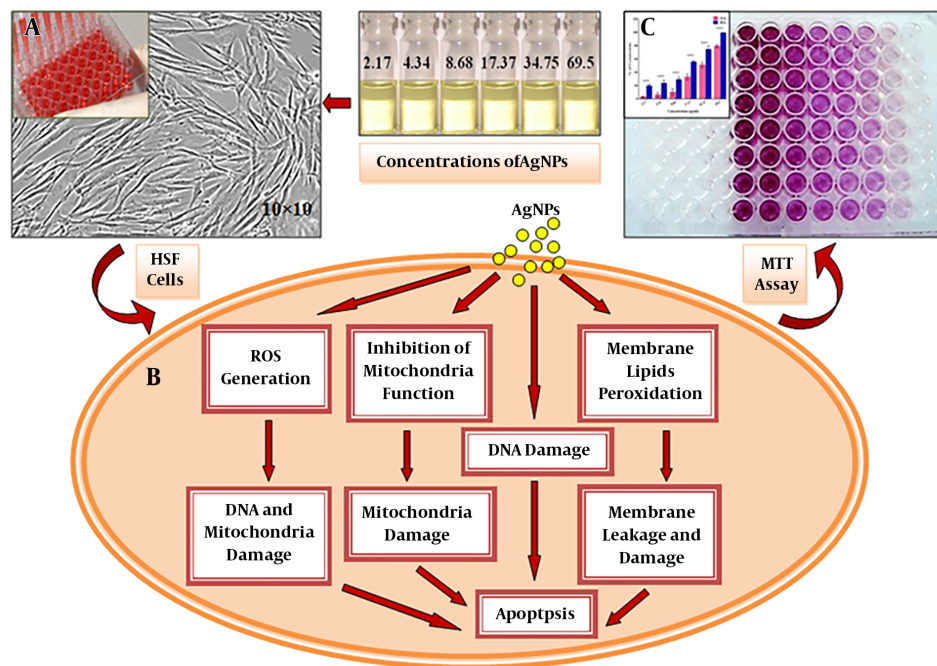 A
2.17 4.34 8.68 17.37 34.75 69.5
C
Concentrations ofAgNPs
10×10
AgNPs
HSF
Cells
MTT
Assay
B
ROS
Generation
Inhibition of
Mitochondria
Function
Membrane
Lipids
Peroxidation
DNA Damage
DNA and
Mitochondria
Damage
Mitochondria
Damage
Membrane
Leakage and
Damage
Apoptpsis